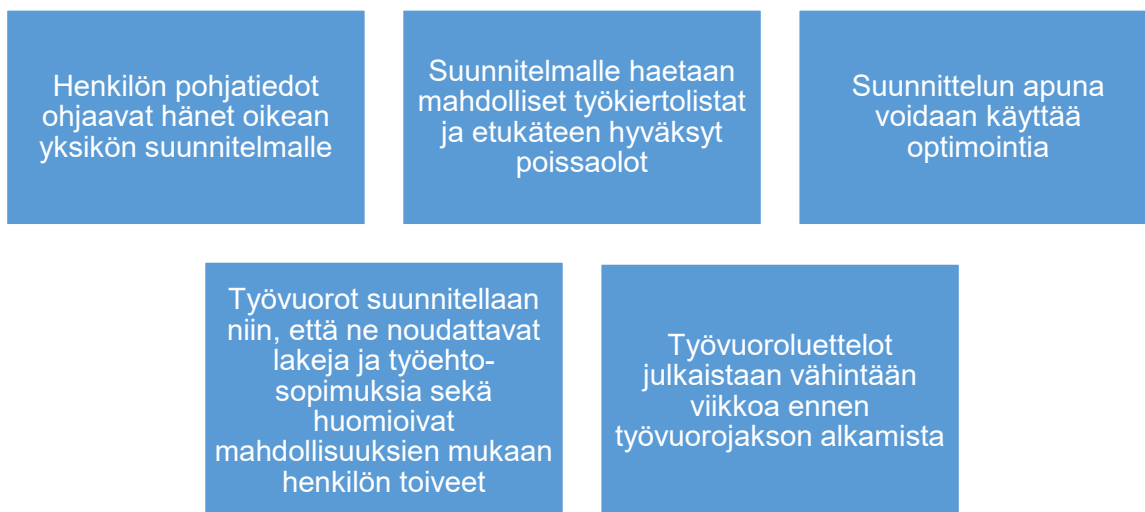 Henkilön pohjatiedot
ohjaavat hänet oikean
yksikön suunnitelmalle
Suunnitelmalle haetaan
mahdolliset työkiertolistat
ja etukäteen hyväksyt
poissaolot
Suunnittelun apuna
voidaan käyttää
optimointia
Työvuorot suunnitellaan
niin, että ne noudattavat
lakeja ja työehto-
sopimuksia sekä
huomioivat
mahdollisuuksien mukaan
henkilön toiveet
Työvuoroluettelot
julkaistaan vähintään
viikkoa ennen
työvuorojakson alkamista